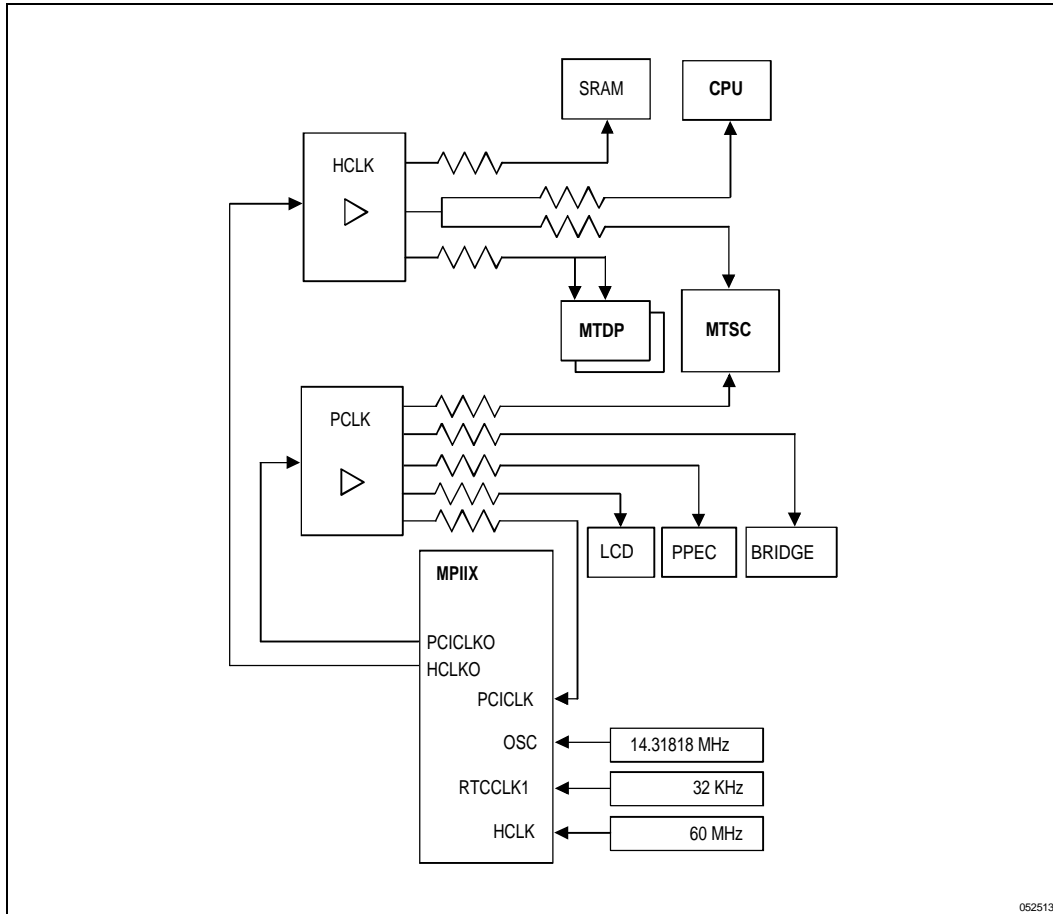 SRAM
CPU
HCLK
MTDP
MTSC
PCLK
LCD
PPEC
BRIDGE
MPIIX
PCICLKO
HCLKO
PCICLK
OSC
14.31818 MHz
RTCCLK1
32 KHz
HCLK
60 MHz
052513